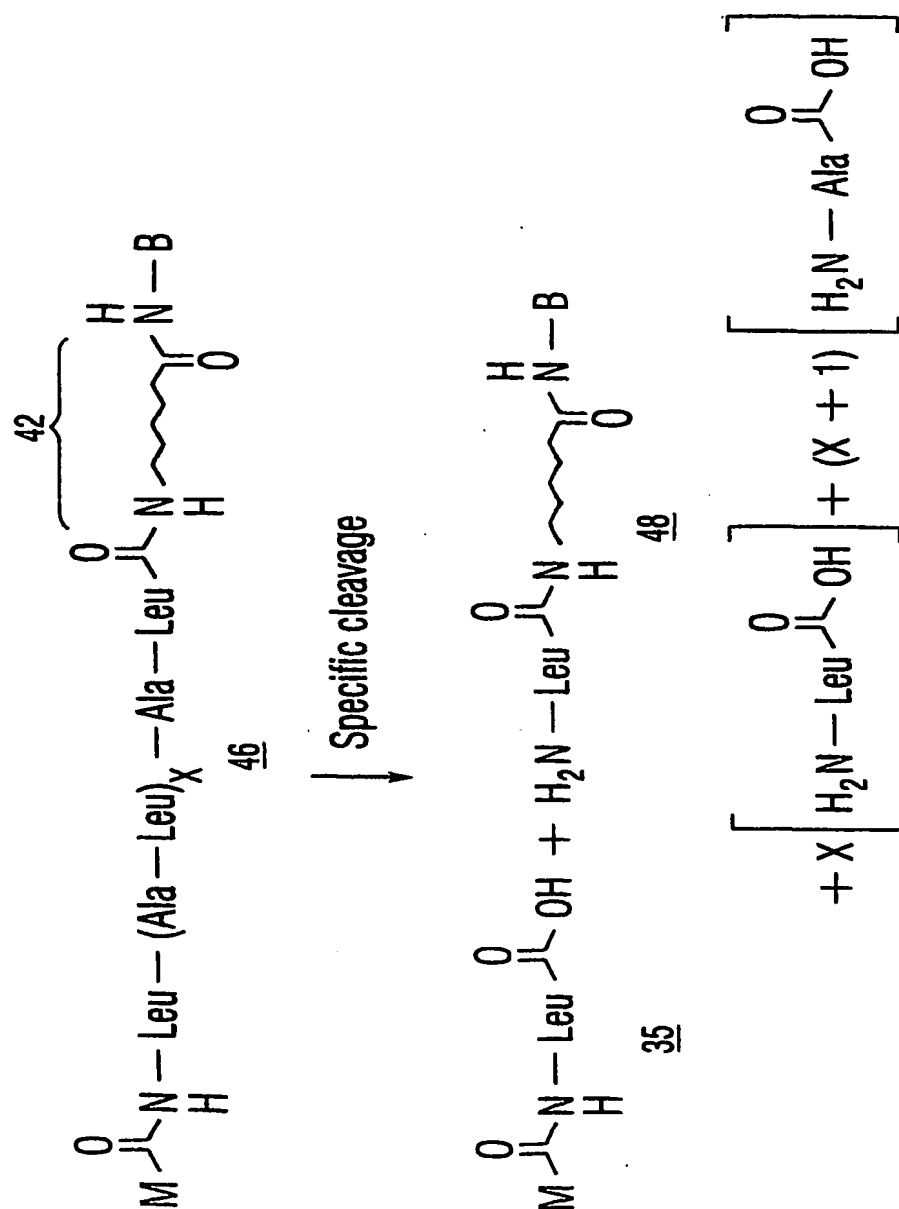 42
M O N H — Leu — (Ala — Leu)X — Ala — Leu O N H O H N — B
46
Specific cleavage
M O N H — Leu O OH + H2N — Leu O N H O H N — B
35
48
+ X [ H2N — Leu O OH ] + (X + 1) [ H2N — Ala O OH ]